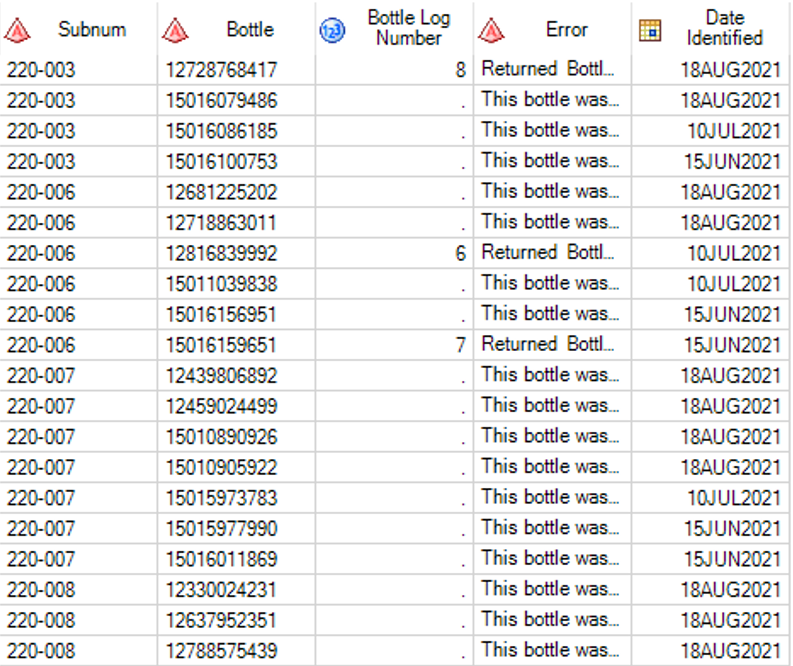 Subnum Bottle Bottle Log Number Error Date Identified
220-003 12728768417 8 Returned Bottl... 18AUG2021
220-003 15016079486 . This bottle was... 18AUG2021
220-003 15016086185 . This bottle was... 10JUL2021
220-003 15016100753 . This bottle was... 15JUN2021
220-006 12681225202 . This bottle was... 18AUG2021
220-006 12718863011 . This bottle was... 18AUG2021
220-006 12816839992 6 Returned Bottl... 10JUL2021
220-006 15011039838 . This bottle was... 10JUL2021
220-006 15016156951 . This bottle was... 15JUN2021
220-006 15016159651 7 Returned Bottl... 15JUN2021
220-007 12439806892 . This bottle was... 18AUG2021
220-007 12459024499 . This bottle was... 18AUG2021
220-007 15010890926 . This bottle was... 18AUG2021
220-007 15010905922 . This bottle was... 18AUG2021
220-007 15015973783 . This bottle was... 10JUL2021
220-007 15015977990 . This bottle was... 15JUN2021
220-007 15016011869 . This bottle was... 15JUN2021
220-008 12330024231 . This bottle was... 18AUG2021
220-008 12637952351 . This bottle was... 18AUG2021
220-008 12788575439 . This bottle was... 18AUG2021